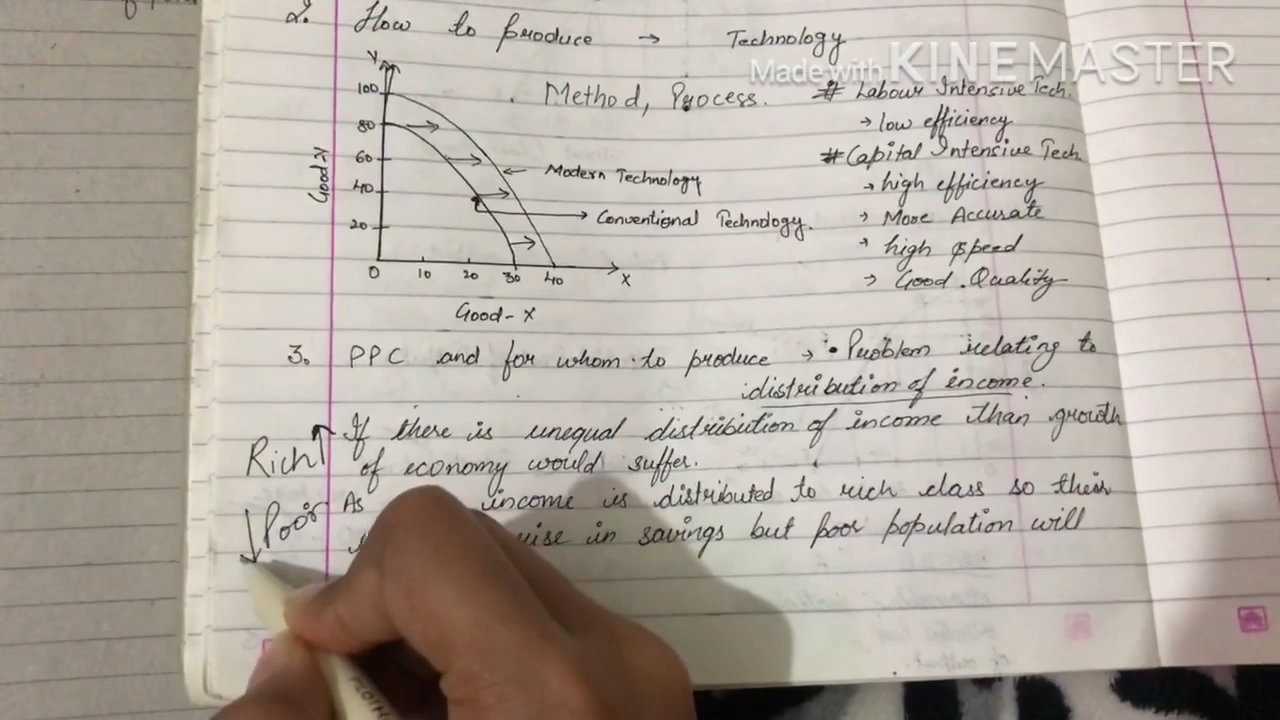 2. How to produce → Technology
Made with KINEMASTER
Method, Process.
# Labour Intensive Tech.
→ low efficiency
# Capital Intensive Tech.
→ high efficiency
→ More Accurate
→ high speed
→ Good Quality
Y
100
80
60
40
20
Good-Y
Modern Technology
Conventional Technology.
0 10 20 30 40 X
Good-X
3. PPC and for whom to produce → • Problem relating to
distribution of income.
Rich ↑
If there is unequal distribution of income than growth
of economy would suffer.
↓ Poor
As income is distributed to rich class so their
rise in savings but poor population will